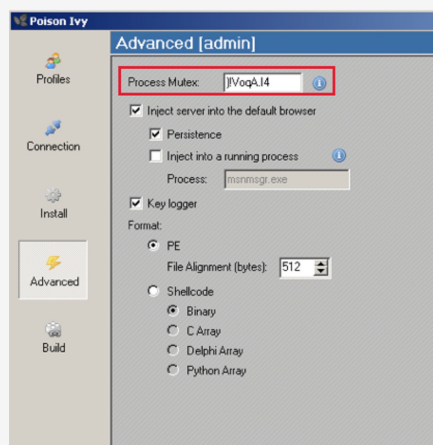 Poison Ivy
Advanced [admin]
Profiles
Process Mutex: )!VoqA.I4
Inject server into the default browser
Persistence
Connection
Inject into a running process
Process: msnmsgr.exe
Install
Key logger
Format:
PE
File Alignment (bytes): 512
Advanced
Shellcode
Binary
C Array
Build
Delphi Array
Python Array